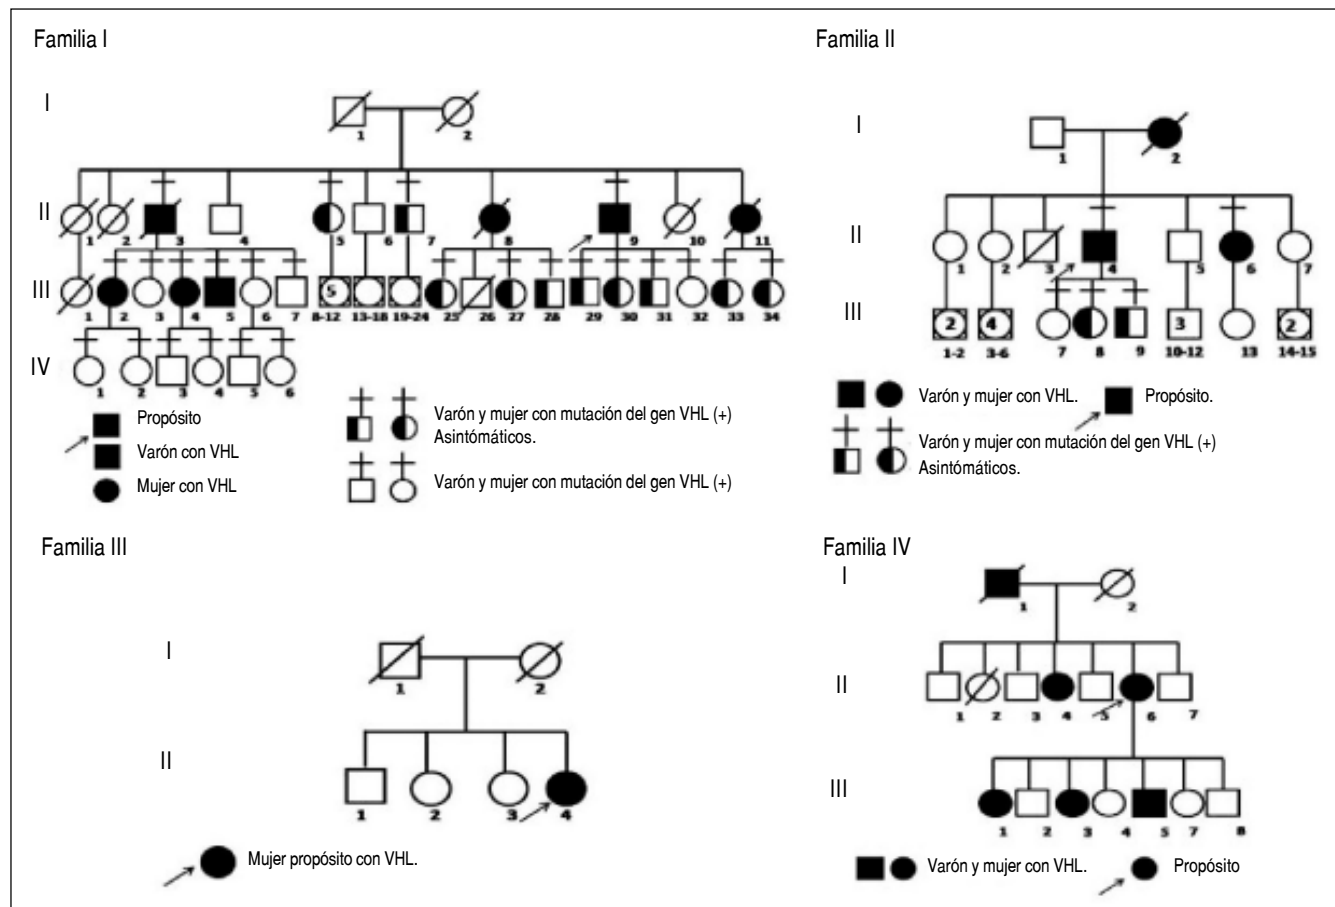 Familia I
I
1 2
II
1 2 3 4 5 6 7 8 9 10 11
III
5
1 2 3 4 5 6 7 8-12 13-18 19-24 25 26 27 28 29 30 31 32 33 34
IV
1 2 3 4 5 6
Propósito
Varón con VHL
Mujer con VHL
Varón y mujer con mutación del gen VHL (+)
Asintómáticos.
Varón y mujer con mutación del gen VHL (+)
Familia II
I
1 2
II
1 2 3 4 5 6 7
III
2 4 3 2
1-2 3-6 7 8 9 10-12 13 14-15
Varón y mujer con VHL. Propósito.
Varón y mujer con mutación del gen VHL (+)
Asintómáticos.
Familia III
I
1 2
II
1 2 3 4
Mujer propósito con VHL.
Familia IV
I
1 2
II
1 2 3 4 5 6 7
III
1 2 3 4 5 7 8
Varón y mujer con VHL. Propósito